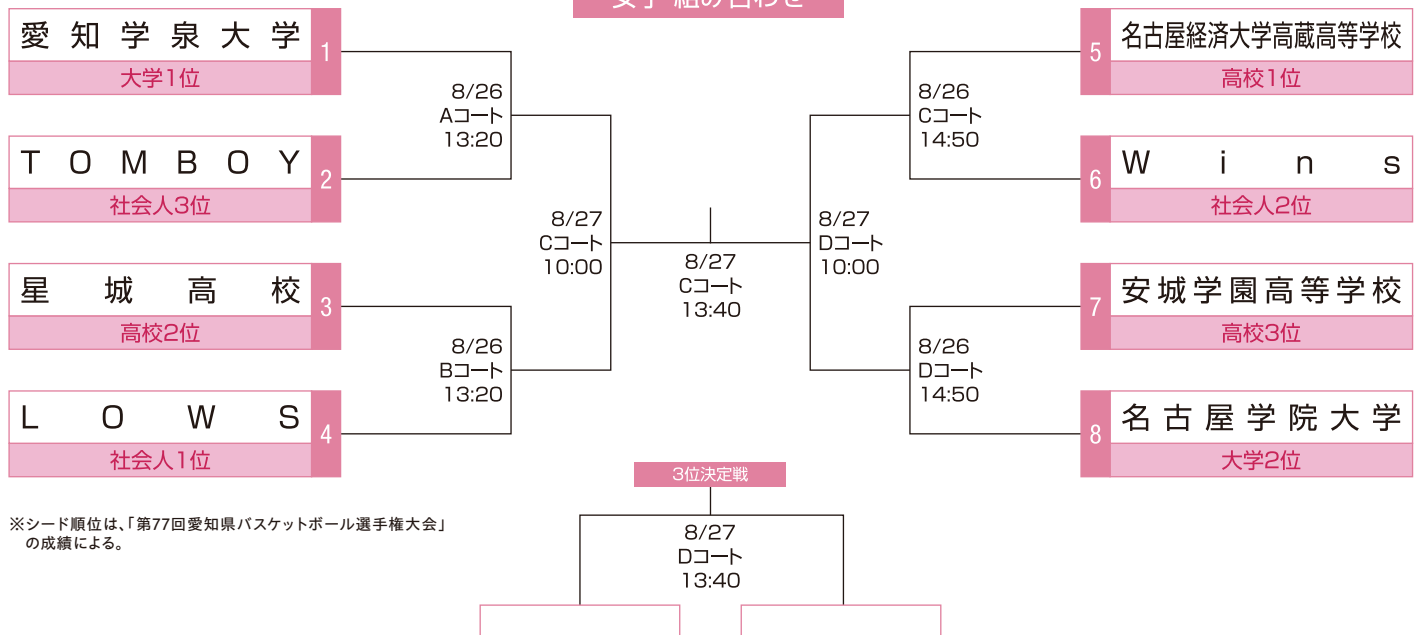 女子 組み合わせ
愛知学泉大学
1
大学1位
TOMBOY
2
社会人3位
星城高校
3
高校2位
LOWS
4
社会人1位
8/26
Aコート
13:20
8/26
Bコート
13:20
8/27
Cコート
10:00
8/27
Cコート
13:40
8/27
Dコート
10:00
8/26
Cコート
14:50
8/26
Dコート
14:50
5
名古屋経済大学高蔵高等学校
高校1位
6
Wins
社会人2位
7
安城学園高等学校
高校3位
8
名古屋学院大学
大学2位
3位決定戦
8/27
Dコート
13:40
※シード順位は、「第77回愛知県バスケットボール選手権大会」
の成績による。